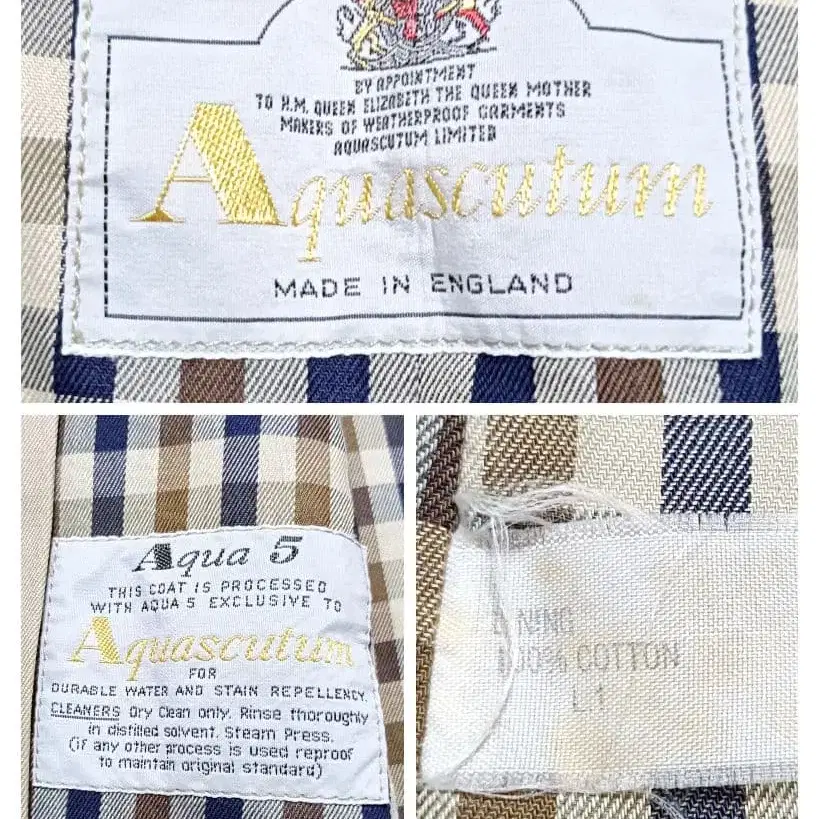 BY APPOINTMENT
TO H.M. QUEEN ELIZABETH THE QUEEN MOTHER
MAKERS OF WEATHERPROOF GARMENTS
AQUASCUTUM LIMITED
Aquascutum
MADE IN ENGLAND
Aqua 5
THIS COAT IS PROCESSED
WITH AQUA 5 EXCLUSIVE TO
Aquascutum
FOR
DURABLE WATER AND STAIN REPELLENCY.
CLEANERS Dry Clean only. Rinse thoroughly
in distilled solvent. Steam Press.
(if any other process is used reproof
to maintain original standard)
LINING
100% COTTON
L1